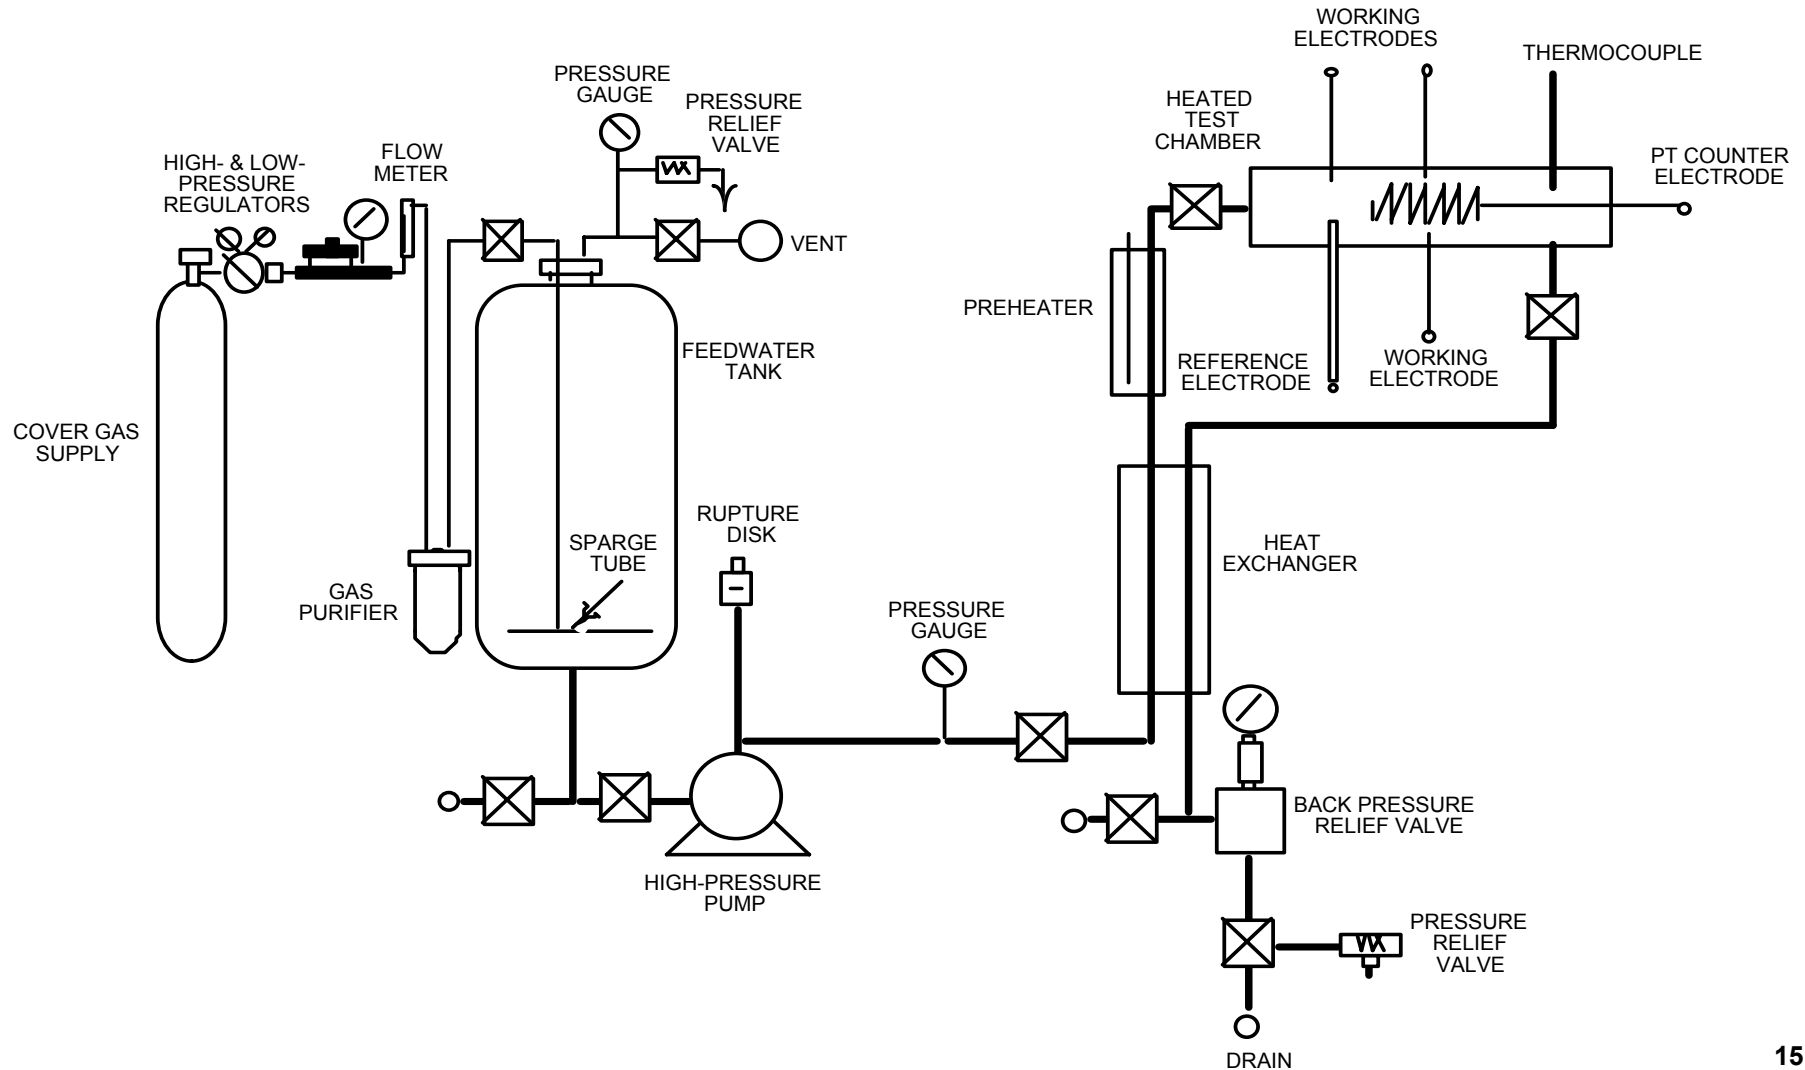 WORKING
ELECTRODES
THERMOCOUPLE
PRESSURE
GAUGE
PRESSURE
RELIEF
VALVE
HEATED
TEST
CHAMBER
FLOW
METER
HIGH- & LOW-
PRESSURE
REGULATORS
PT COUNTER
ELECTRODE
VENT
PREHEATER
FEEDWATER
TANK
REFERENCE
ELECTRODE
WORKING
ELECTRODE
COVER GAS
SUPPLY
RUPTURE
DISK
SPARGE
TUBE
HEAT
EXCHANGER
GAS
PURIFIER
PRESSURE
GAUGE
BACK PRESSURE
RELIEF VALVE
HIGH-PRESSURE
PUMP
PRESSURE
RELIEF
VALVE
DRAIN
15